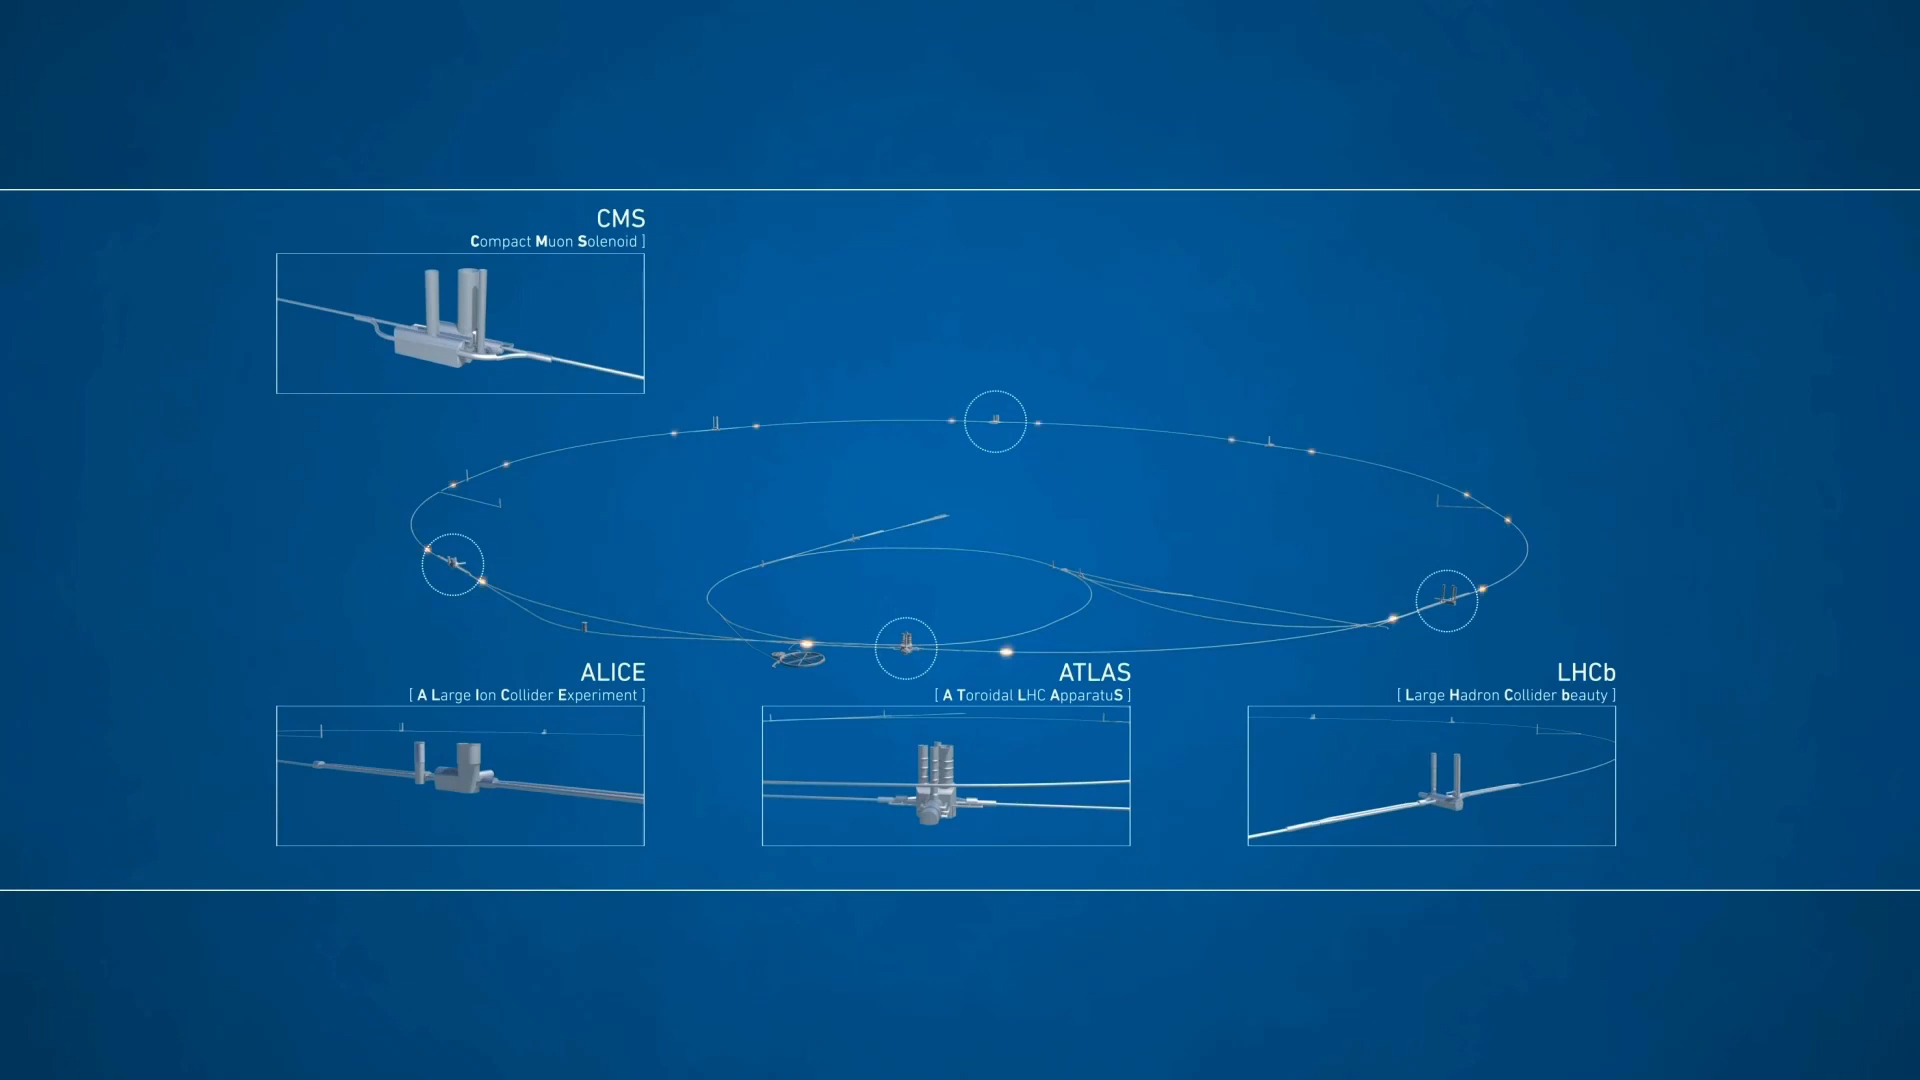 CMS
Compact Muon Solenoid ]
ALICE
[ A Large Ion Collider Experiment ]
ATLAS
[ A Toroidal LHC ApparatuS ]
LHCb
[ Large Hadron Collider beauty ]